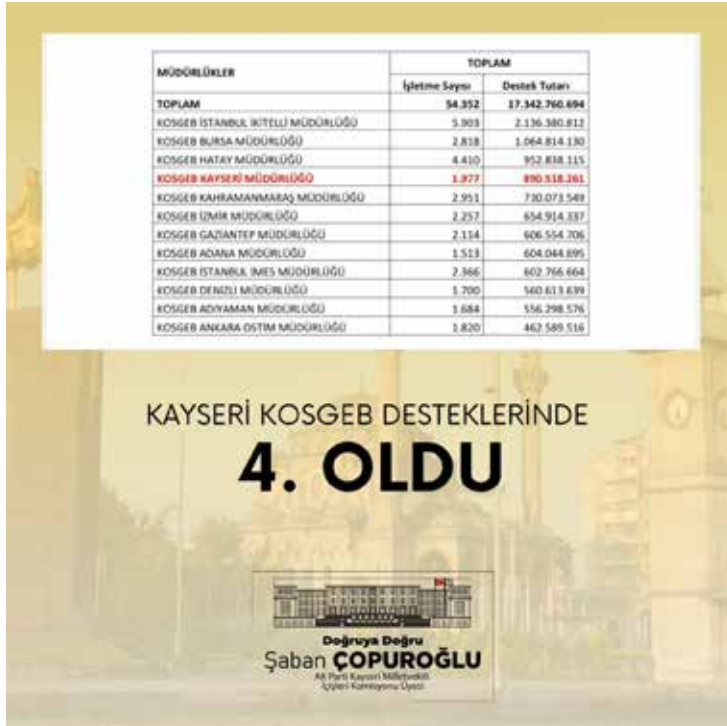 MÜDÜRLÜKLER TOPLAM
İşletme Sayısı Destek Tutarı
TOPLAM 54.352 17.342.760.694
KOSGEB İSTANBUL İKİTELLİ MÜDÜRLÜĞÜ 5.903 2.136.380.812
KOSGEB BURSA MÜDÜRLÜĞÜ 2.818 1.064.814.130
KOSGEB HATAY MÜDÜRLÜĞÜ 4.410 952.838.115
KOSGEB KAYSERİ MÜDÜRLÜĞÜ 1.977 890.518.261
KOSGEB KAHRAMANMARAŞ MÜDÜRLÜĞÜ 2.951 730.073.549
KOSGEB İZMİR MÜDÜRLÜĞÜ 2.257 654.914.337
KOSGEB GAZİANTEP MÜDÜRLÜĞÜ 2.114 606.554.706
KOSGEB ADANA MÜDÜRLÜĞÜ 1.513 604.044.695
KOSGEB İSTANBUL İMES MÜDÜRLÜĞÜ 2.366 602.766.664
KOSGEB DENİZLİ MÜDÜRLÜĞÜ 1.700 560.613.639
KOSGEB ADIYAMAN MÜDÜRLÜĞÜ 1.684 556.298.576
KOSGEB ANKARA OSTİM MÜDÜRLÜĞÜ 1.820 462.589.516
KAYSERİ KOSGEB DESTEKLERİNDE
4. OLDU
Doğruya Doğru
Şaban ÇOPUROĞLU
AK Parti Kayseri Milletvekili
İçişleri Komisyonu Üyesi